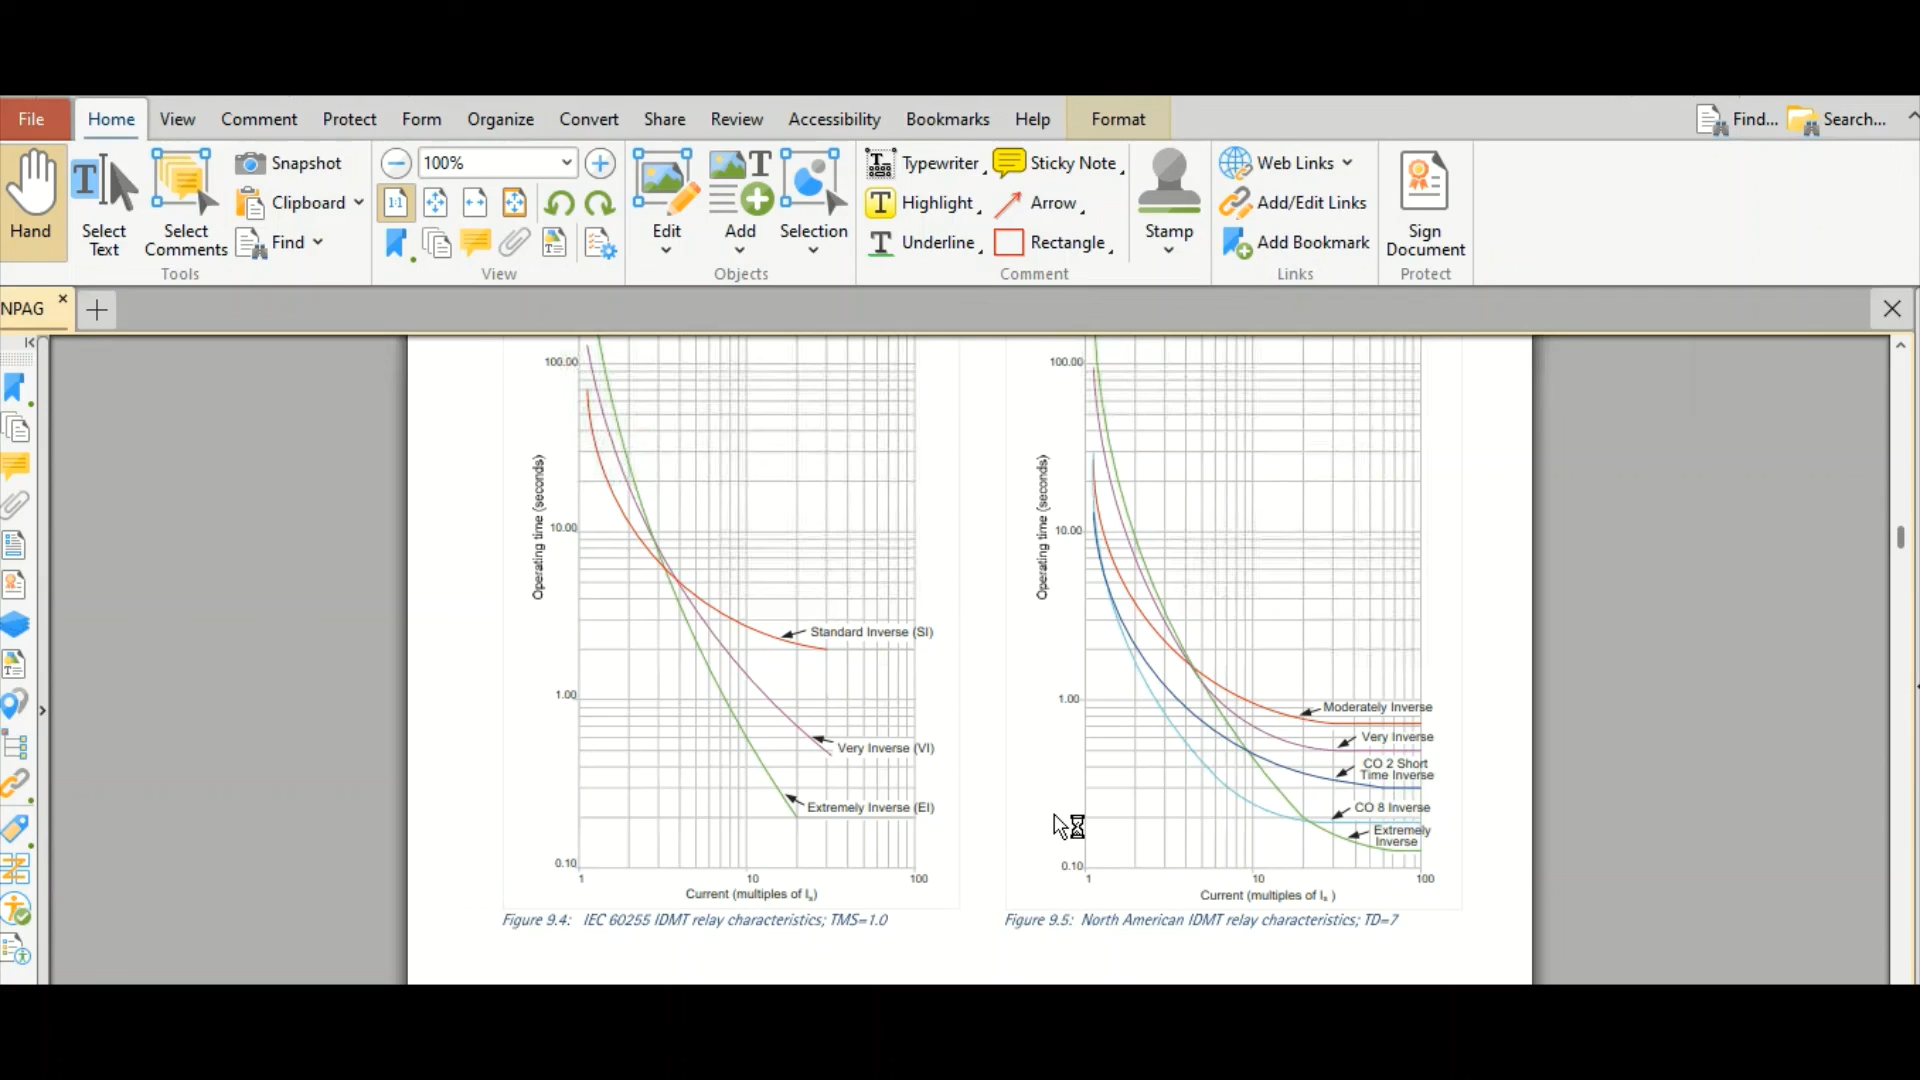 File Home View Comment Protect Form Organize Convert Share Review Accessibility Bookmarks Help Format Find... Search...
Hand
Select Text
Select Comments
Snapshot
Clipboard
Find
Tools
100%
1:1
View
Edit
Add
Selection
Objects
Typewriter
Sticky Note
Highlight
Arrow
Underline
Rectangle
Comment
Stamp
Web Links
Add/Edit Links
Add Bookmark
Links
Sign Document
Protect
NPAG
100.00
10.00
1.00
0.10
Operating time (seconds)
Standard Inverse (SI)
Very Inverse (VI)
Extremely Inverse (EI)
1 10 100
Current (multiples of Is)
Figure 9.4: IEC 60255 IDMT relay characteristics; TMS=1.0
100.00
10.00
1.00
0.10
Operating time (seconds)
Moderately Inverse
Very Inverse
CO 2 Short
Time Inverse
CO 8 Inverse
Extremely
Inverse
1 10 100
Current (multiples of Is )
Figure 9.5: North American IDMT relay characteristics; TD=7